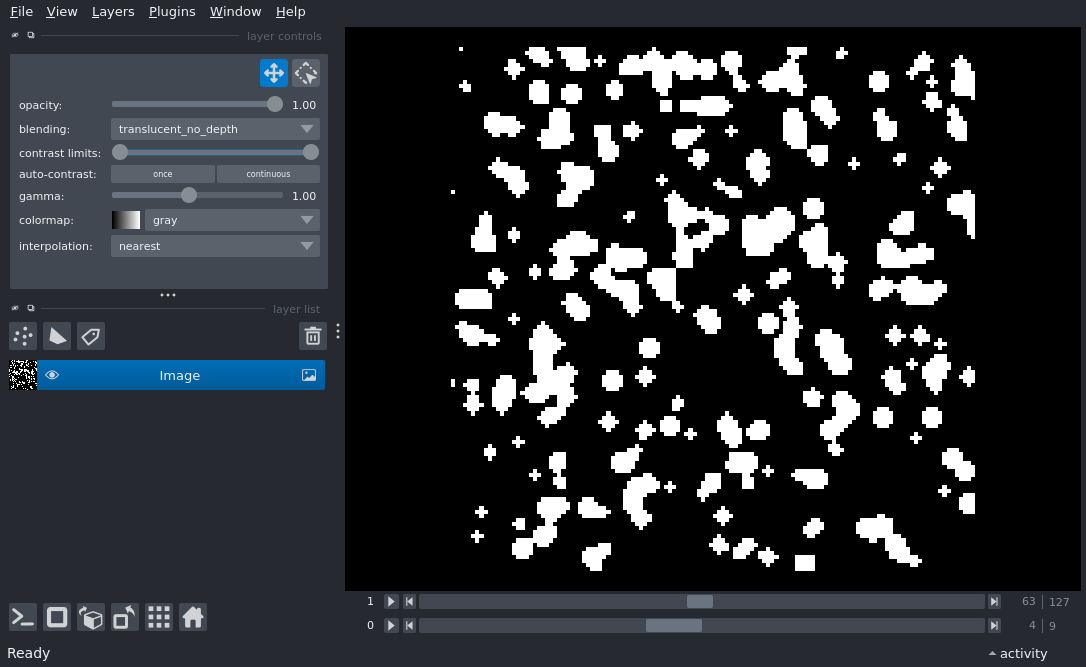 File View Layers Plugins Window Help
layer controls
opacity: 1.00
blending: translucent_no_depth
contrast limits:
auto-contrast: once continuous
gamma: 1.00
colormap: gray
interpolation: nearest
layer list
Image
1 63 127
0 4 9
Ready activity